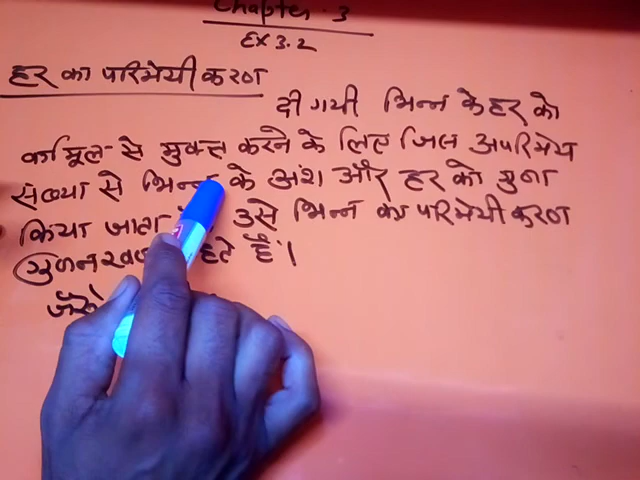 Chapter. 3
EX 3.2
हर का परिमेयी करण
दी गयी भिन्न के हर को
करणी मूल से मुक्त करने के लिए जिस अपरिमेय
संख्या से भिन्न के अंश और हर को गुणा
किया जाता उसे भिन्न का परिमेयी करण
हते हैं।
जैसे